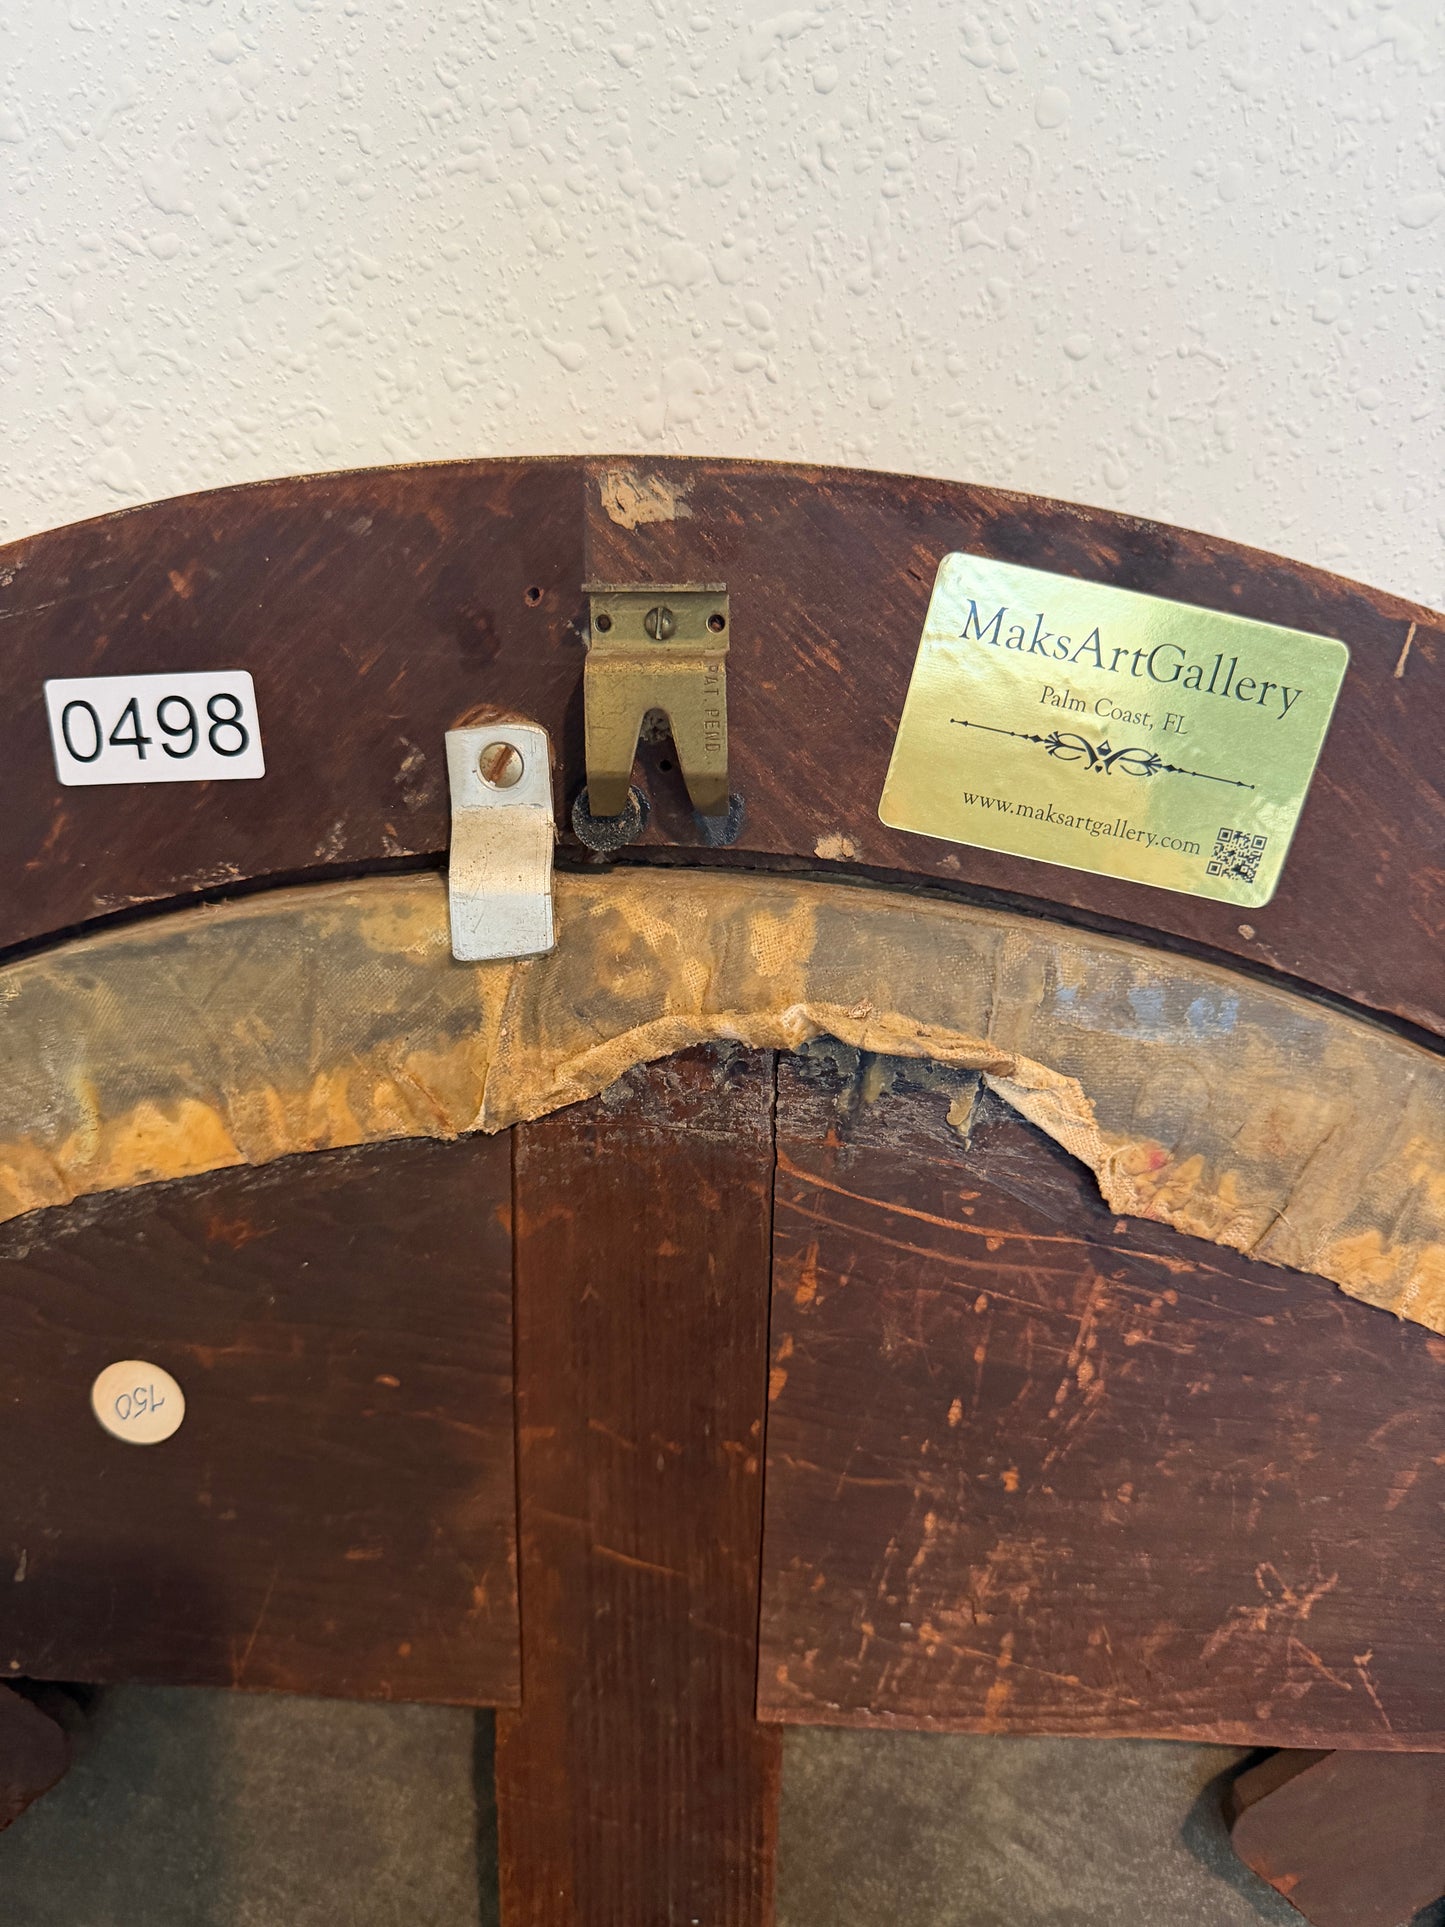 0498
PAT PEND
MaksArtGallery
Palm Coast, FL
www.maksartgallery.com
150